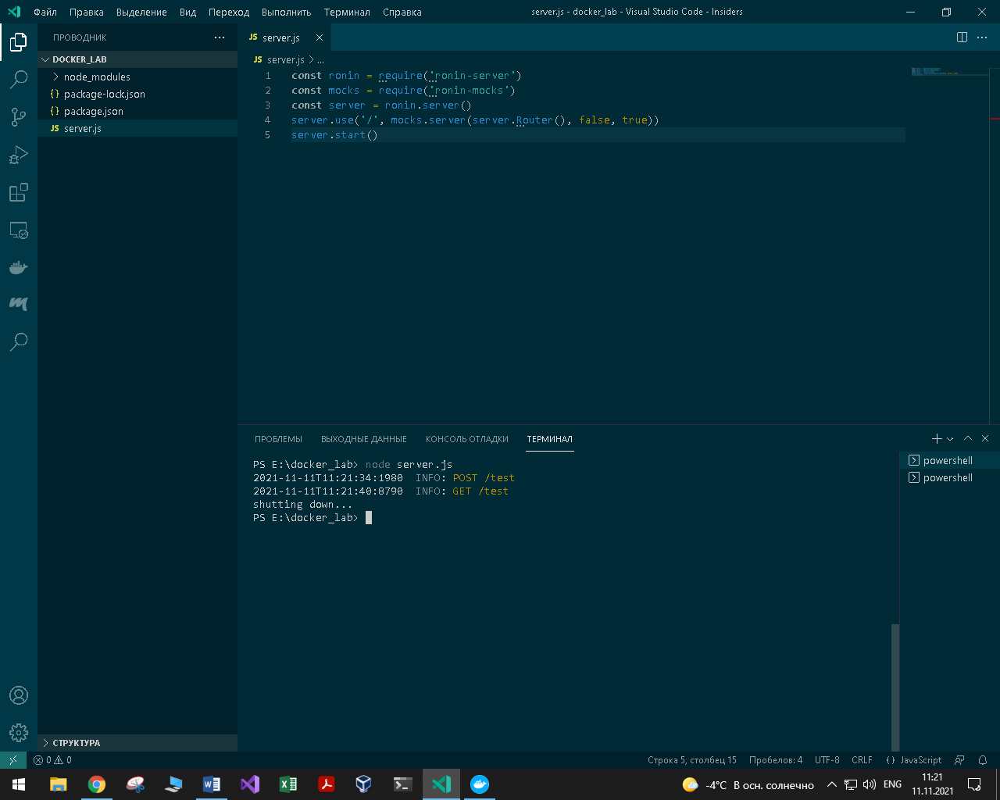 Файл Правка Выделение Вид Переход Выполнить Терминал Справка server.js - docker_lab - Visual Studio Code - Insiders
ПРОВОДНИК
DOCKER_LAB
node_modules
{} package-lock.json
{} package.json
JS server.js
JS server.js
JS server.js > ...
1 const ronin = require('ronin-server')
2 const mocks = require('ronin-mocks')
3 const server = ronin.server()
4 server.use('/', mocks.server(server.Router(), false, true))
5 server.start()
ПРОБЛЕМЫ ВЫХОДНЫЕ ДАННЫЕ КОНСОЛЬ ОТЛАДКИ ТЕРМИНАЛ
PS E:\docker_lab> node server.js
2021-11-11T11:21:34:1980 INFO: POST /test
2021-11-11T11:21:40:8790 INFO: GET /test
shutting down...
PS E:\docker_lab>
powershell
powershell
СТРУКТУРА
0 0 Строка 5, столбец 15 Пробелов: 4 UTF-8 CRLF {} JavaScript
-4°C В осн. солнечно ENG 11:21
11.11.2021